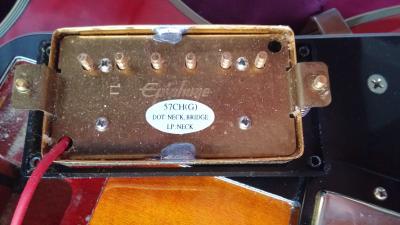 Epiphone
57CH(G)
DOT: NECK, BRIDGE
LP: NECK